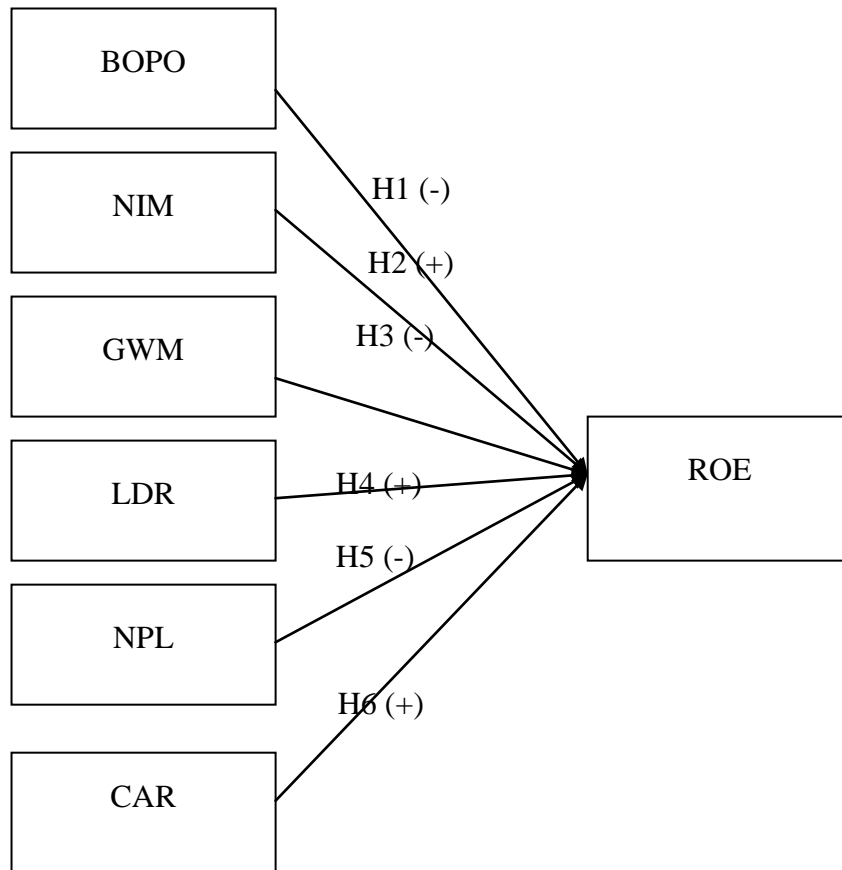 BOPO
H1 (-)
NIM
H2 (+)
H3 (-)
GWM
ROE
LDR
H4 (+)
H5 (-)
NPL
H6 (+)
CAR